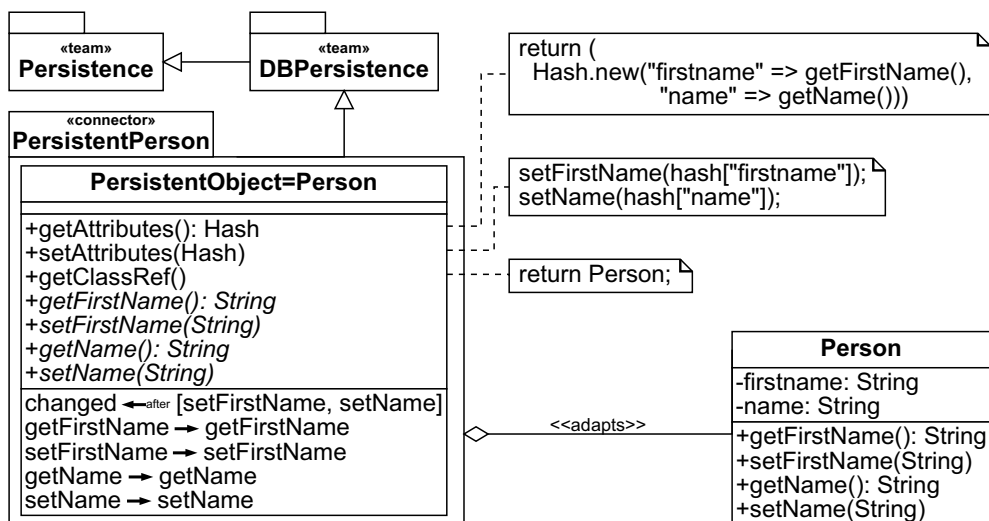 «team»
Persistence
«team»
DBPersistence
return (
Hash.new("firstname" => getFirstName(),
"name" => getName()))
«connector»
PersistentPerson
PersistentObject=Person
+getAttributes(): Hash
+setAttributes(Hash)
+getClassRef()
+getFirstName(): String
+setFirstName(String)
+getName(): String
+setName(String)
changed ←after [setFirstName, setName]
getFirstName → getFirstName
setFirstName → setFirstName
getName → getName
setName → setName
setFirstName(hash["firstname"]);
setName(hash["name"]);
return Person;
<<adapts>>
Person
-firstname: String
-name: String
+getFirstName(): String
+setFirstName(String)
+getName(): String
+setName(String)